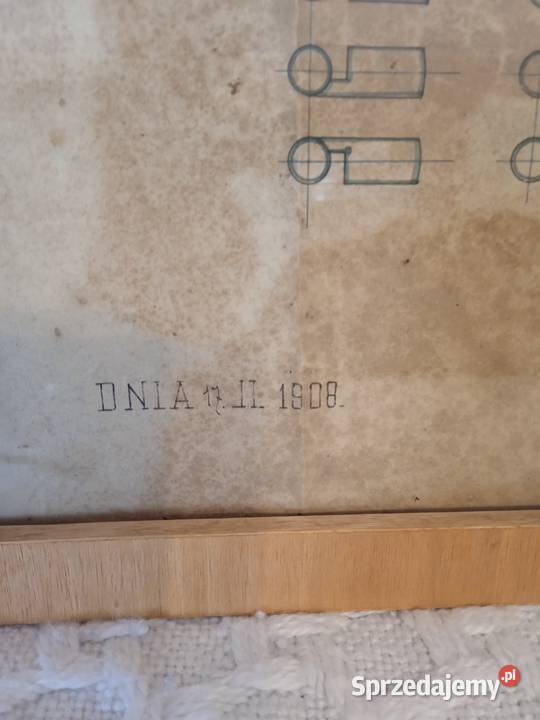 DNIA 17. II. 1908.
Sprzedajemy.pl